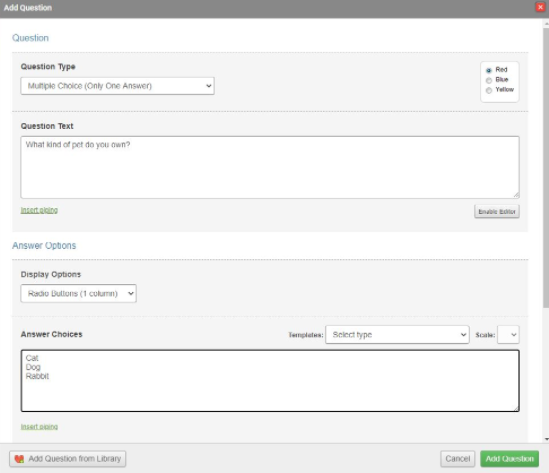 Add Question
Question
Question Type
Multiple Choice (Only One Answer)
Red
Blue
Yellow
Question Text
What kind of pet do you own?
Insert piping
Enable Editor
Answer Options
Display Options
Radio Buttons (1 column)
Answer Choices
Templates: Select type Scale:
Cat
Dog
Rabbit
Insert piping
Add Question from Library
Cancel Add Question